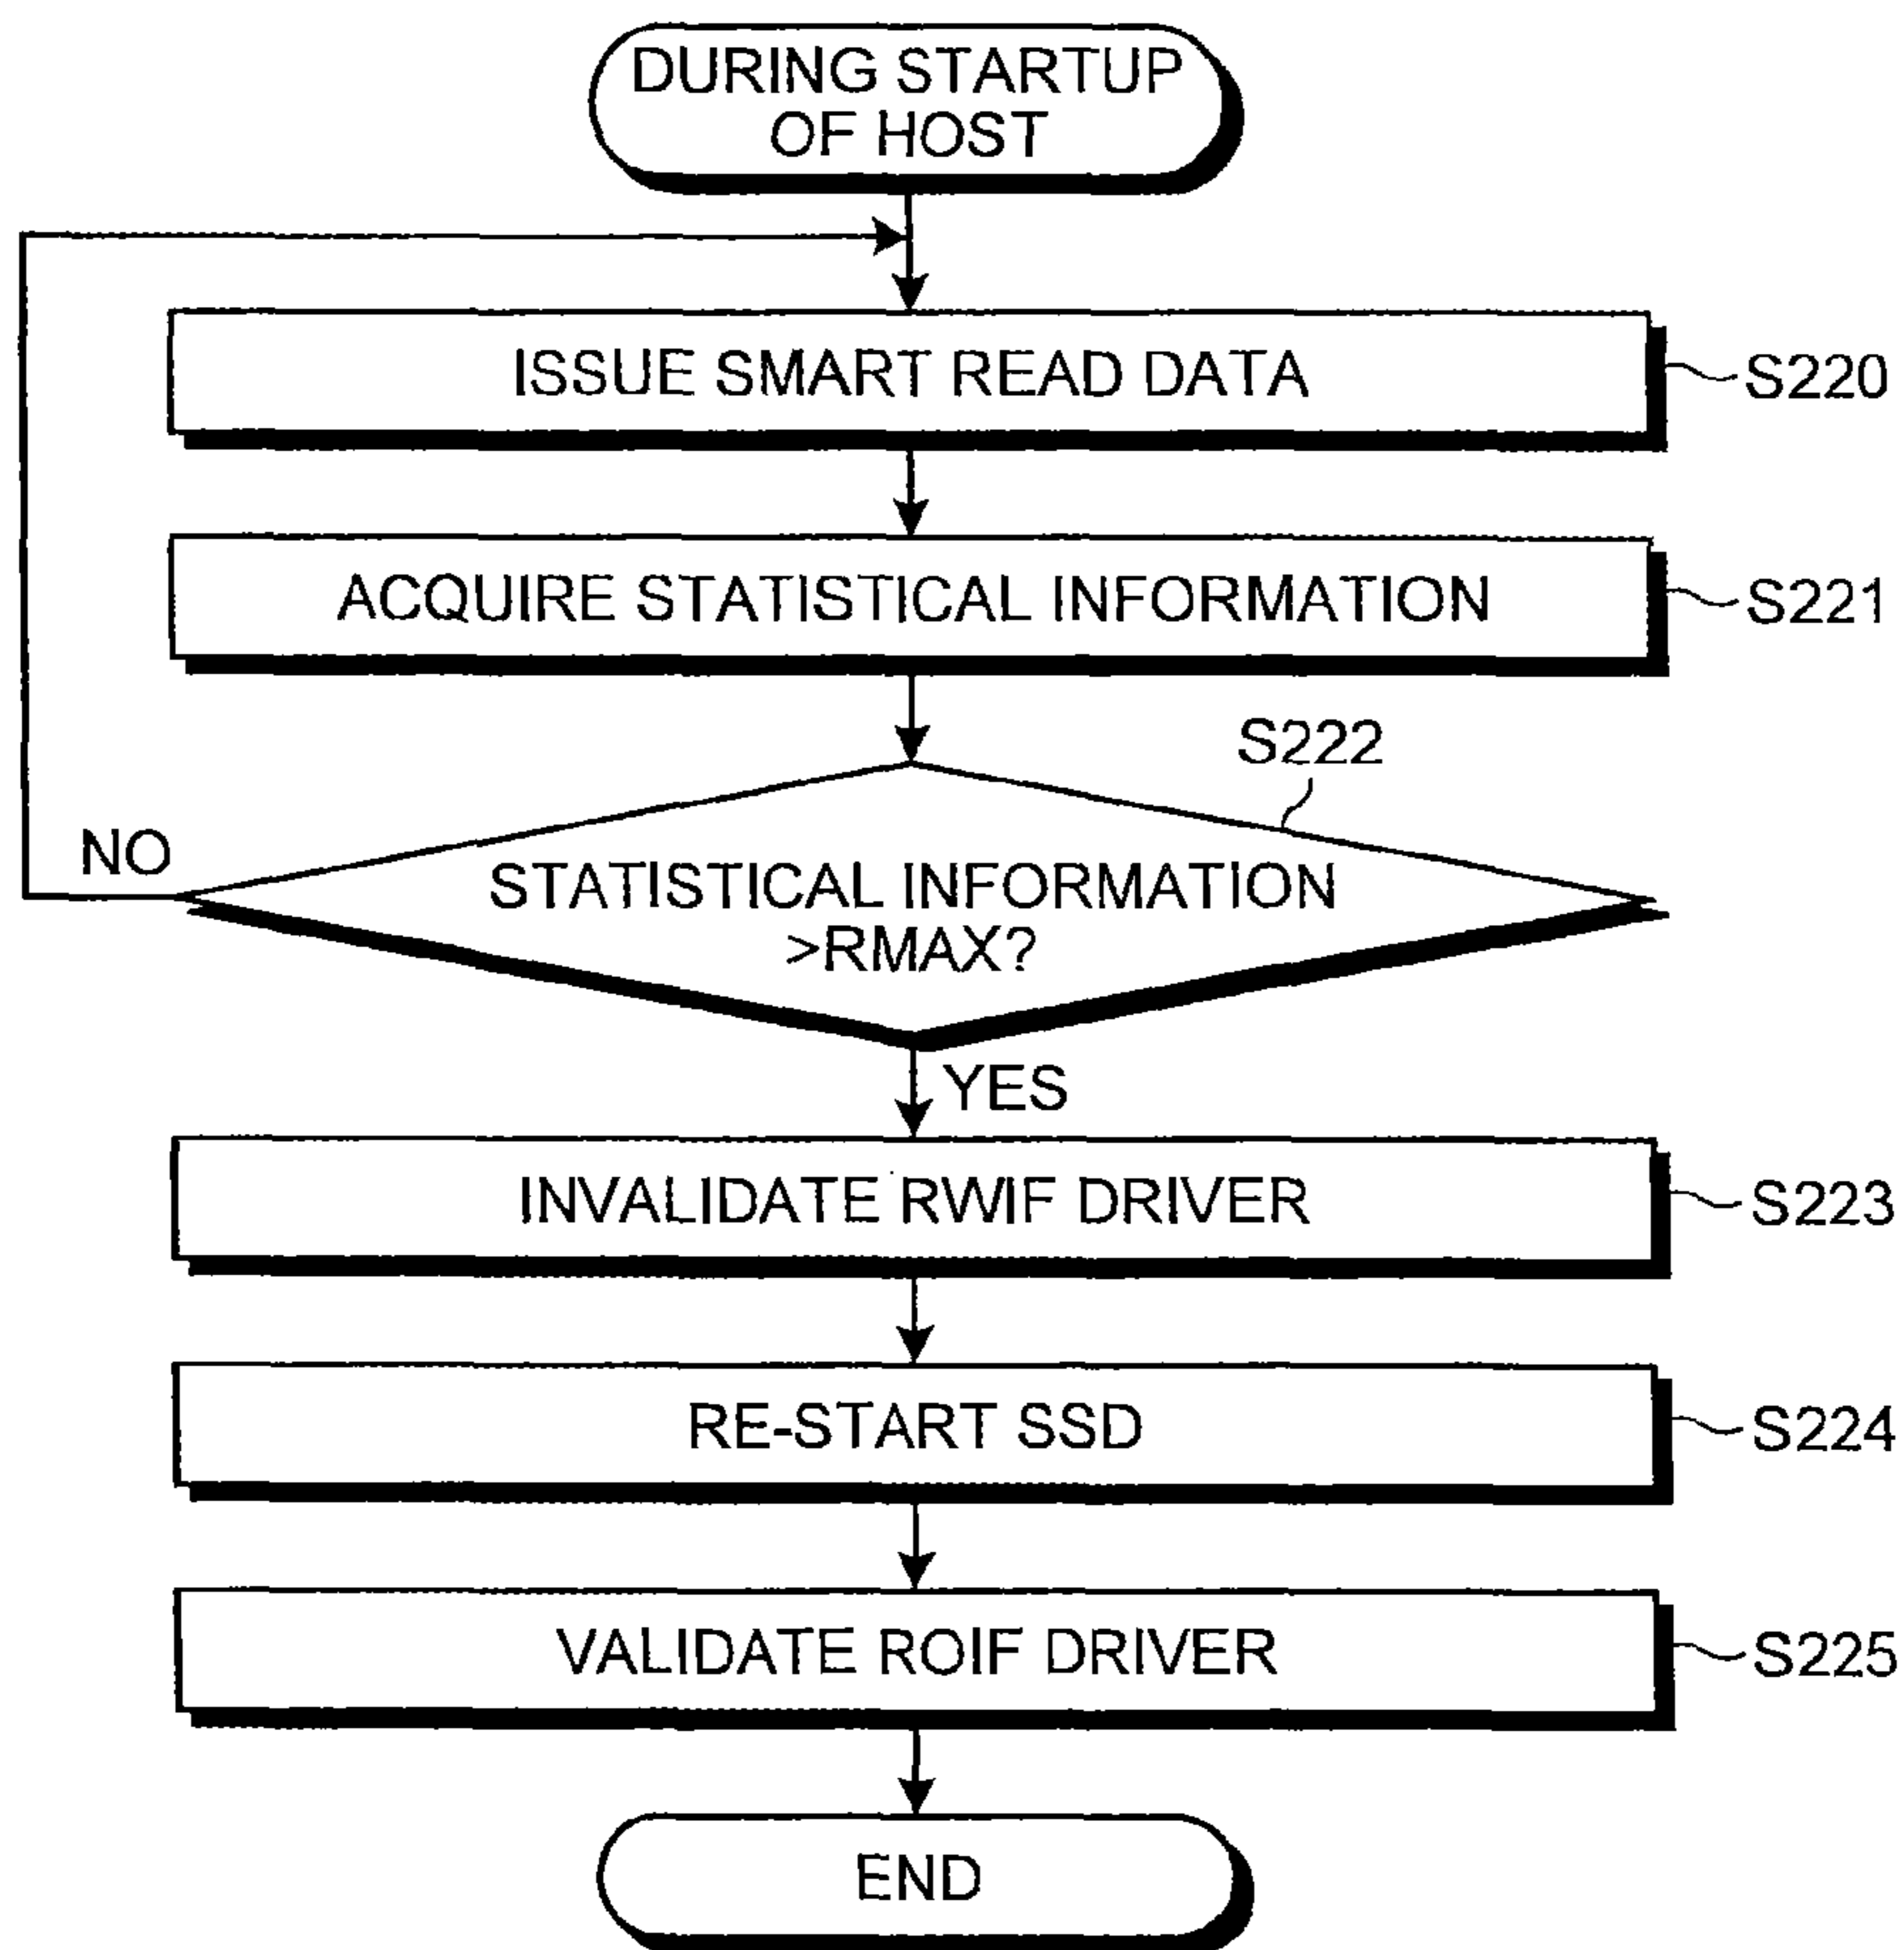 DURING STARTUP
OF HOST
ISSUE SMART READ DATA
S220
ACQUIRE STATISTICAL INFORMATION
S221
S222
NO
STATISTICAL INFORMATION
>RMAX?
YES
INVALIDATE RWIF DRIVER
S223
RE-START SSD
S224
VALIDATE ROIF DRIVER
S225
END